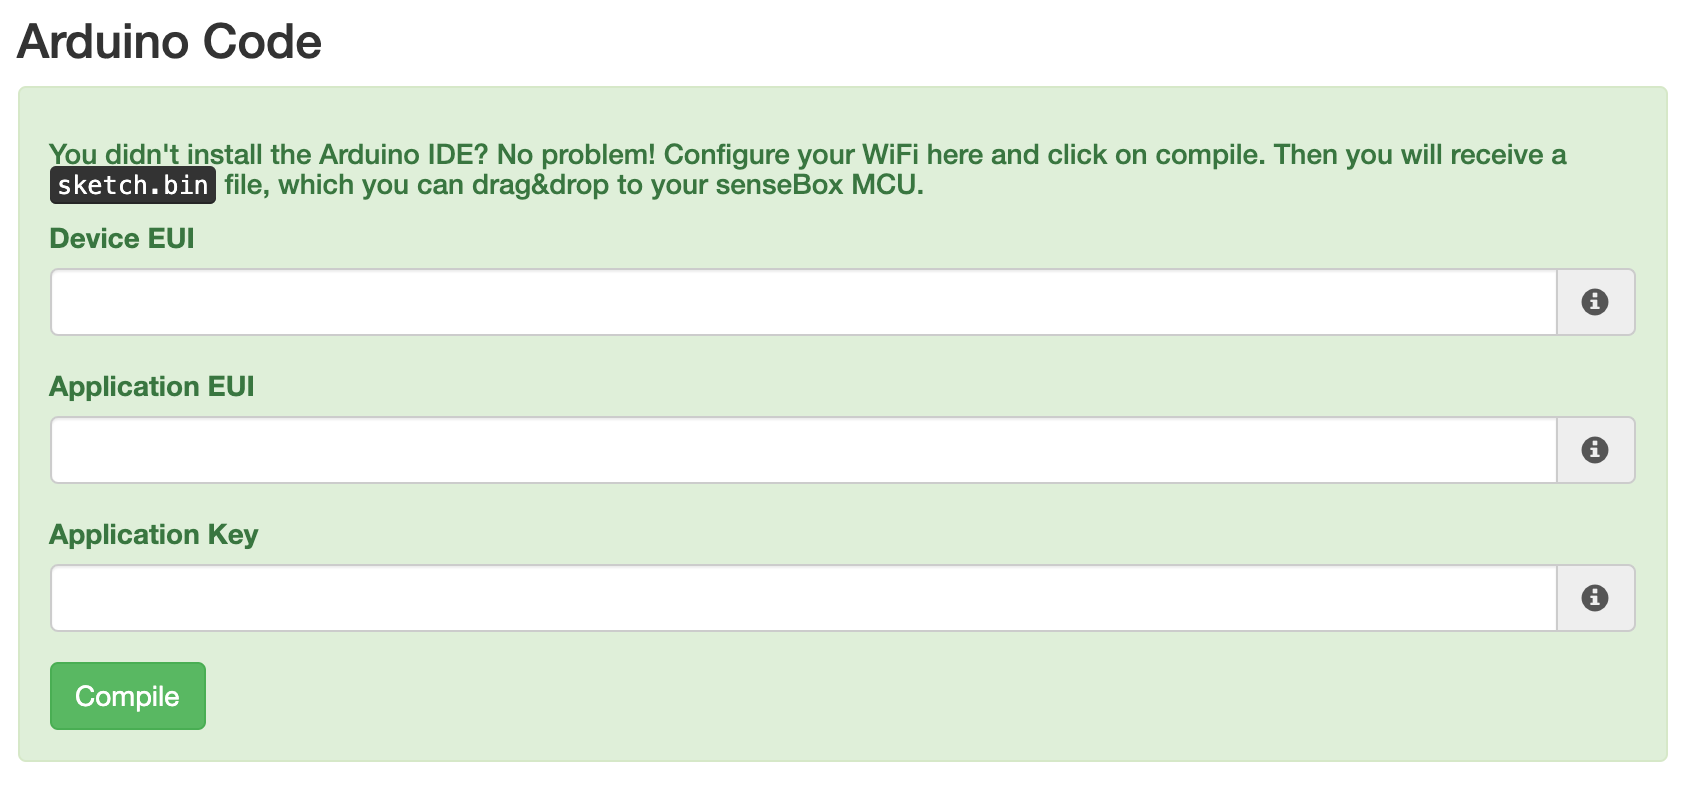 Arduino Code
You didn't install the Arduino IDE? No problem! Configure your WiFi here and click on compile. Then you will receive a
sketch.bin file, which you can drag&drop to your senseBox MCU.
Device EUI
Application EUI
Application Key
Compile